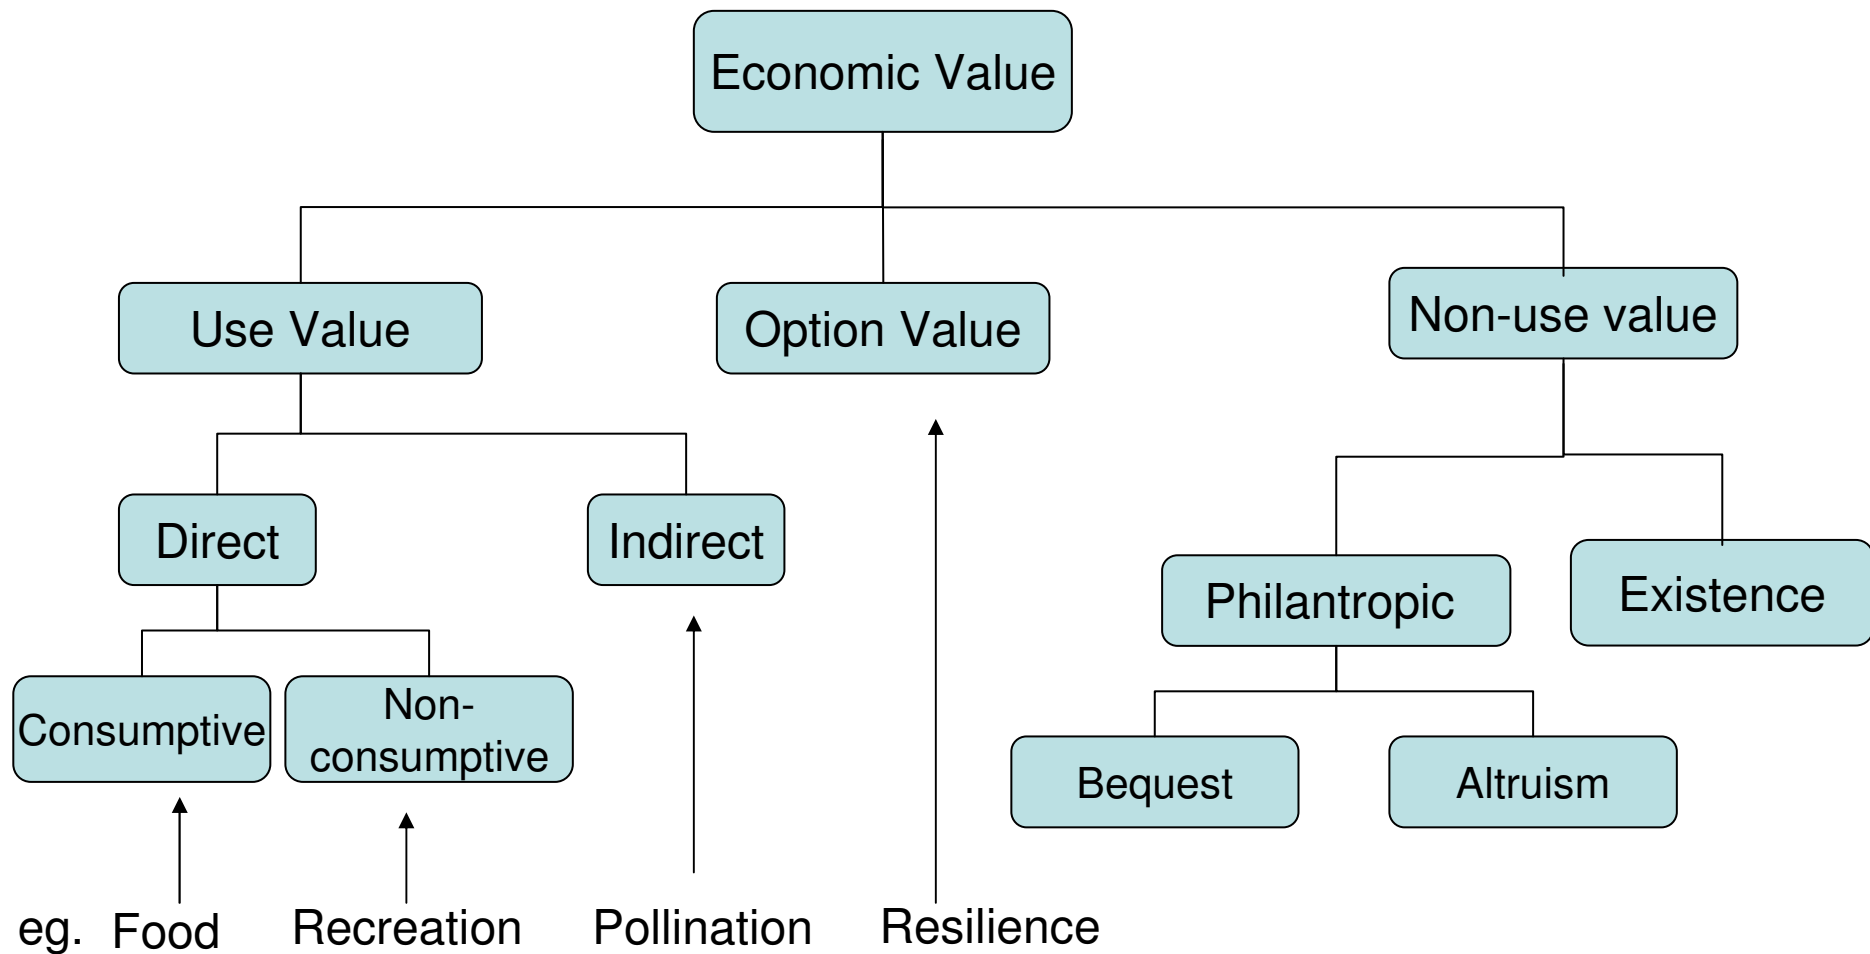 Economic Value
Use Value
Option Value
Non-use value
Direct
Indirect
Philantropic
Existence
Consumptive
Non-
consumptive
Bequest
Altruism
eg. Food Recreation Pollination Resilience